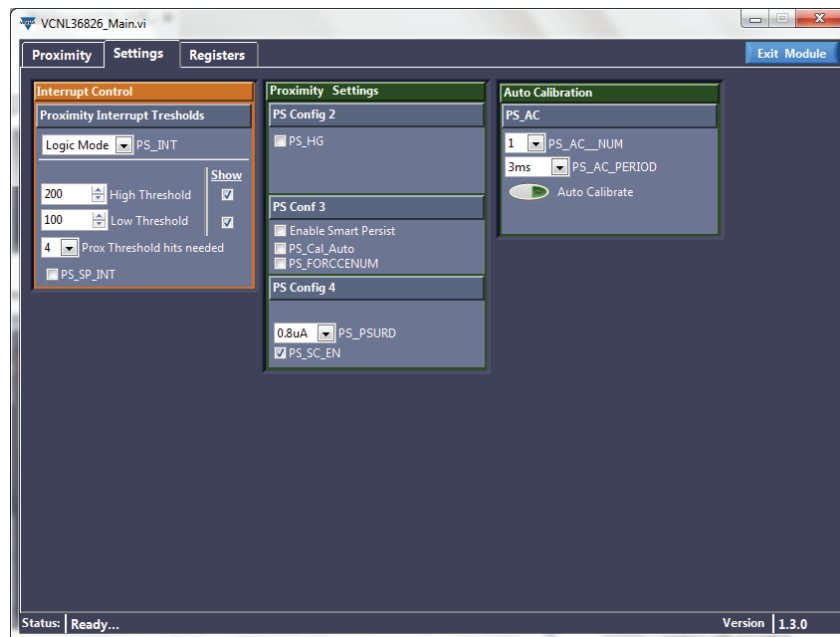 VCNL36826_Main.vi
Proximity
Settings
Registers
Exit Module
Interrupt Control
Proximity Interrupt Tresholds
Logic Mode PS_INT
Show
200 High Threshold
100 Low Threshold
4 Prox Threshold hits needed
PS_SP_INT
Proximity Settings
PS Config 2
PS_HG
PS Conf 3
Enable Smart Persist
PS_Cal_Auto
PS_FORCCENUM
PS Config 4
0.8uA PS_PSURD
PS_SC_EN
Auto Calibration
PS_AC
1 PS_AC__NUM
3ms PS_AC_PERIOD
Auto Calibrate
Status: Ready...
Version 1.3.0